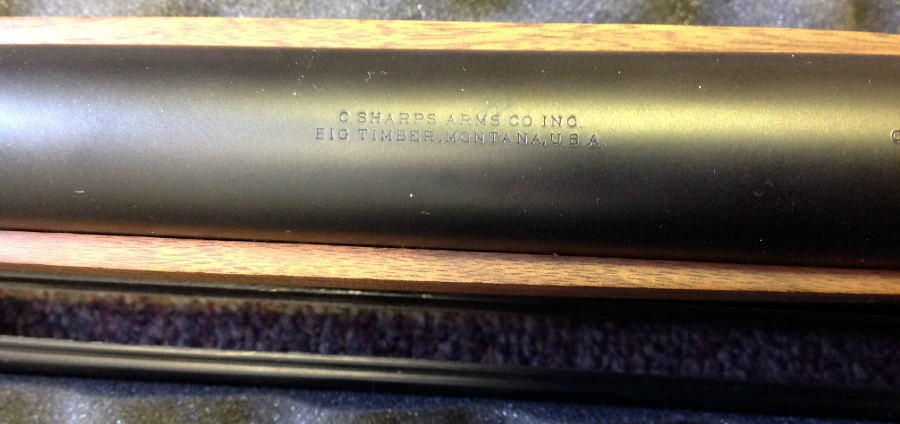 C SHARPS ARMS CO INC.
BIG TIMBER, MONTANA, U.S.A.